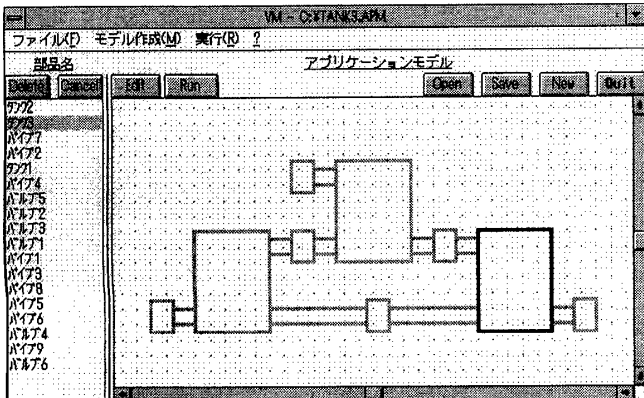 VM - C:¥TANK3.APM
ファイル(F) モデル作成(M) 実行(R) ?
部品名 アプリケーションモデル
Delete Cancel Edit Run Open Save New Quit
タンク2
タンク3
パイプ7
パイプ2
タンク1
パイプ4
バルブ5
バルブ2
バルブ3
バルブ1
パイプ1
パイプ3
パイプ8
パイプ5
パイプ6
バルブ4
パイプ9
バルブ6